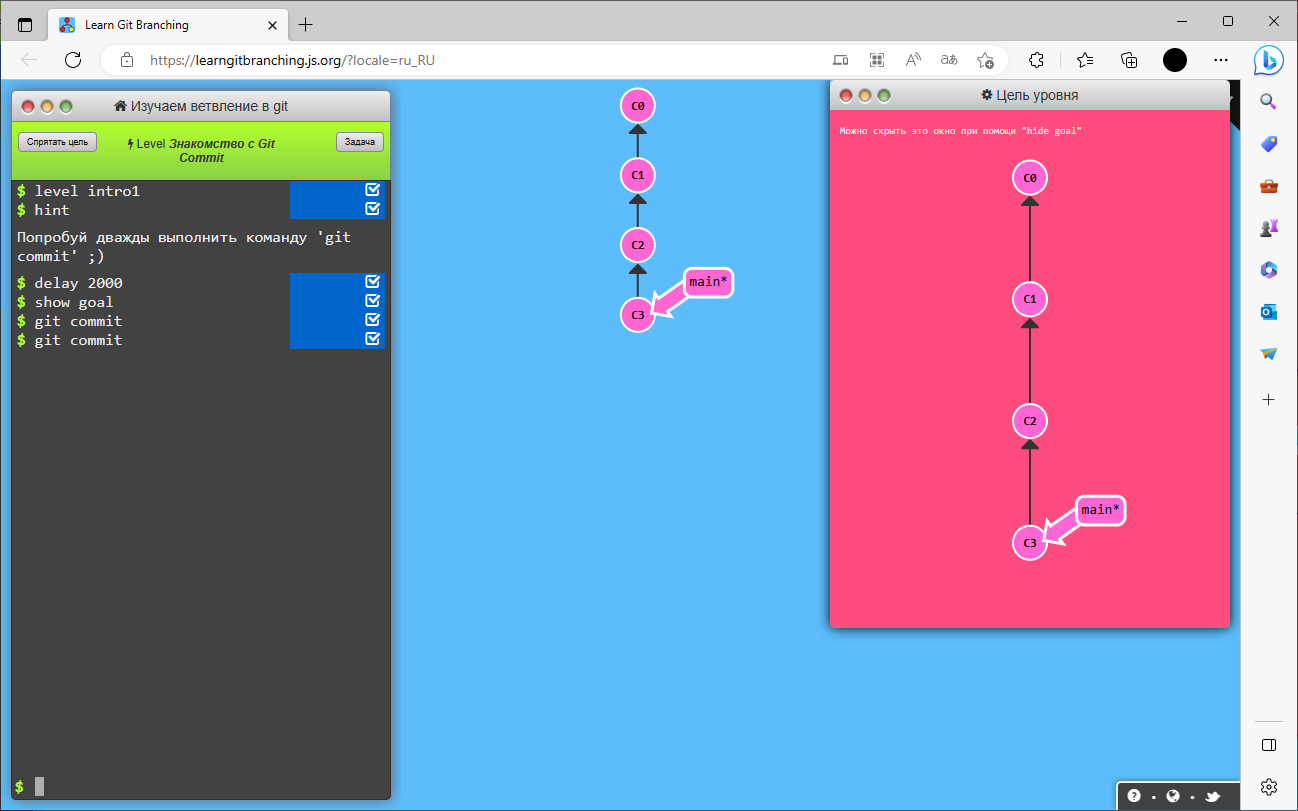 Learn Git Branching
https://learngitbranching.js.org/?locale=ru_RU
Изучаем ветвление в git
Спрятать цель
Level Знакомство с Git
Commit
Задача
$ level intro1
$ hint
Попробуй дважды выполнить команду 'git
commit' ;)
$ delay 2000
$ show goal
$ git commit
$ git commit
$
C0
C1
C2
main*
C3
Цель уровня
Можно скрыть это окно при помощи "hide goal"
C0
C1
C2
main*
C3